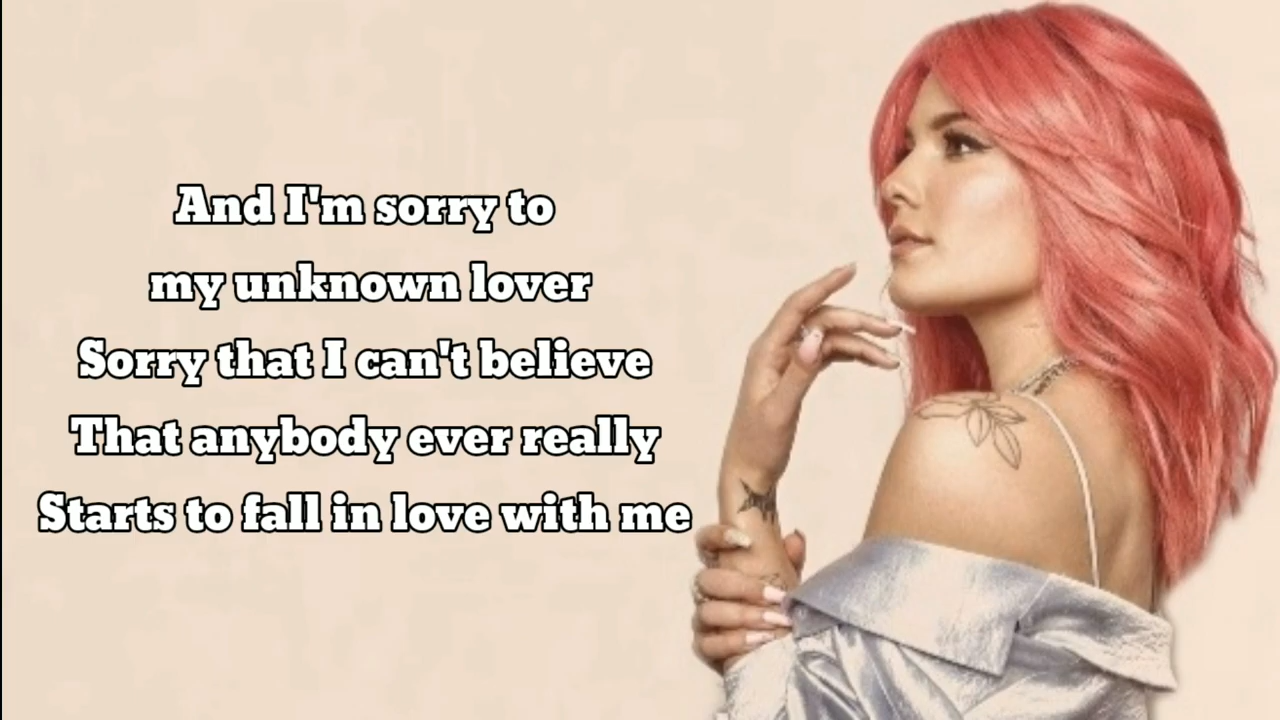 And I'm sorry to
my unknown lover
Sorry that I can't believe
That anybody ever really
Starts to fall in love with me